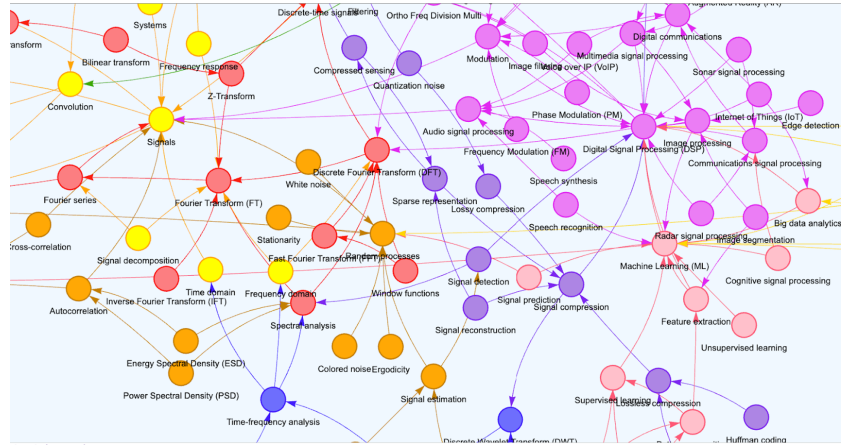 Systems
Discrete-time signals
Filtering
Ortho Freq Division Multi
Augmented Reality (AR)
ransform
Bilinear transform
Frequency response
Z-Transform
Compressed sensing
Quantization noise
Modulation
Voice over IP (VoIP)
Multimedia signal processing
Digital communications
Sonar signal processing
Convolution
Phase Modulation (PM)
Internet of Things (IoT)
Edge detection
Signals
Audio signal processing
Frequency Modulation (FM)
Digital Signal Processing (DSP)
Image processing
Communications signal processing
White noise
Discrete Fourier Transform (DFT)
Speech synthesis
Fourier series
Fourier Transform (FT)
Sparse representation
Lossy compression
Speech recognition
Big data analytics
Cross-correlation
Signal decomposition
Stationarity
Random processes
Fast Fourier Transform (FFT)
Radar signal processing
Image segmentation
Machine Learning (ML)
Cognitive signal processing
Autocorrelation
Inverse Fourier Transform (IFT)
Time domain
Frequency domain
Window functions
Signal detection
Signal prediction
Signal compression
Spectral analysis
Signal reconstruction
Feature extraction
Unsupervised learning
Energy Spectral Density (ESD)
Power Spectral Density (PSD)
Colored noise
Ergodicity
Signal estimation
Supervised learning
Lossless compression
Time-frequency analysis
Discrete Wavelet Transform (DWT)
Huffman coding